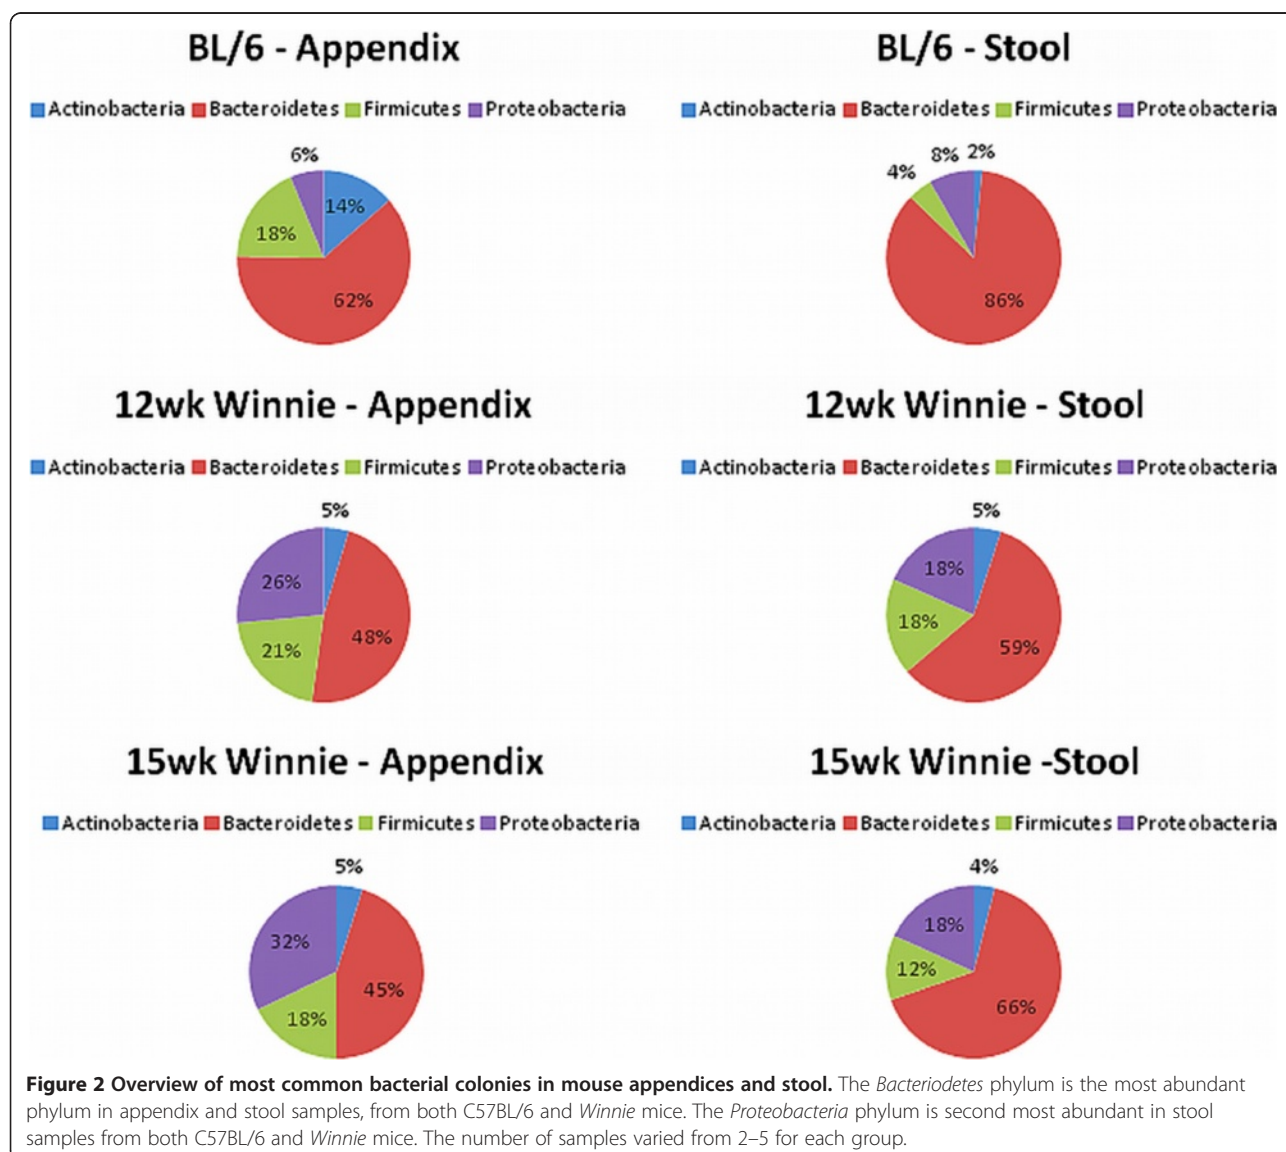 BL/6 - Appendix
Actinobacteria Bacteroidetes Firmicutes Proteobacteria
6%
14%
18%
62%
BL/6 - Stool
Actinobacteria Bacteroidetes Firmicutes Proteobacteria
8% 2%
4%
86%
12wk Winnie - Appendix
Actinobacteria Bacteroidetes Firmicutes Proteobacteria
5%
26%
48%
21%
12wk Winnie - Stool
Actinobacteria Bacteroidetes Firmicutes Proteobacteria
5%
18%
18%
59%
15wk Winnie - Appendix
Actinobacteria Bacteroidetes Firmicutes Proteobacteria
5%
32%
45%
18%
15wk Winnie -Stool
Actinobacteria Bacteroidetes Firmicutes Proteobacteria
4%
18%
12%
66%
Figure 2 Overview of most common bacterial colonies in mouse appendices and stool. The Bacteriodetes phylum is the most abundant
phylum in appendix and stool samples, from both C57BL/6 and Winnie mice. The Proteobacteria phylum is second most abundant in stool
samples from both C57BL/6 and Winnie mice. The number of samples varied from 2–5 for each group.